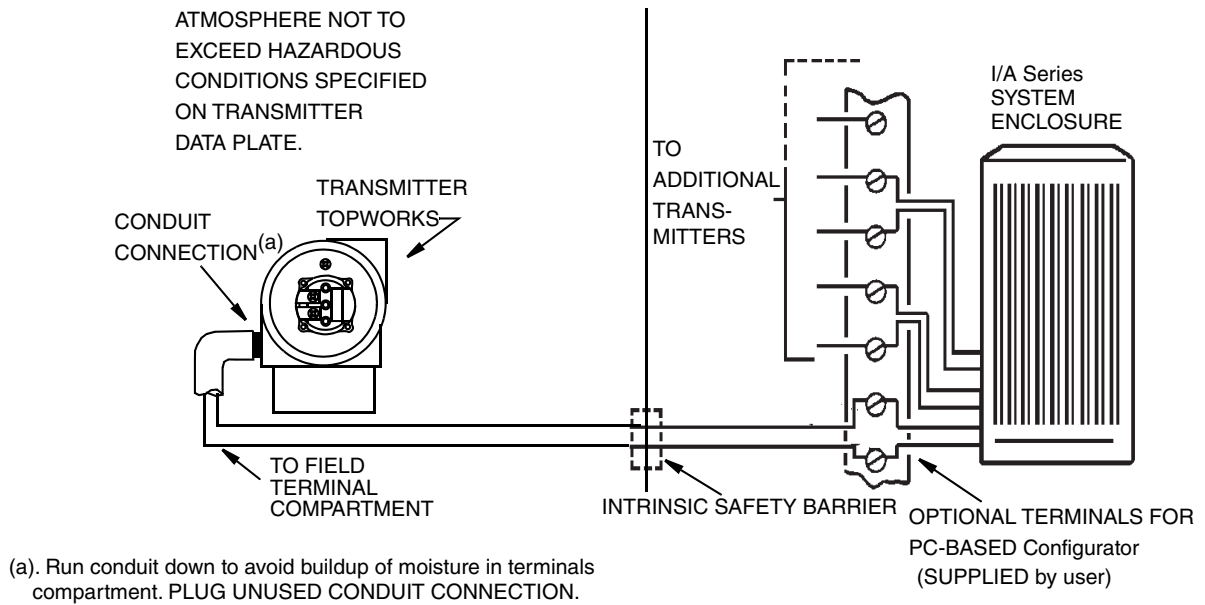 ATMOSPHERE NOT TO
EXCEED HAZARDOUS
CONDITIONS SPECIFIED
ON TRANSMITTER
DATA PLATE.
TRANSMITTER
TOPWORKS
CONDUIT
CONNECTION(a)
TO FIELD
TERMINAL
COMPARTMENT
TO
ADDITIONAL
TRANS-
MITTERS
I/A Series
SYSTEM
ENCLOSURE
INTRINSIC SAFETY BARRIER
OPTIONAL TERMINALS FOR
PC-BASED Configurator
(SUPPLIED by user)
(a). Run conduit down to avoid buildup of moisture in terminals
compartment. PLUG UNUSED CONDUIT CONNECTION.